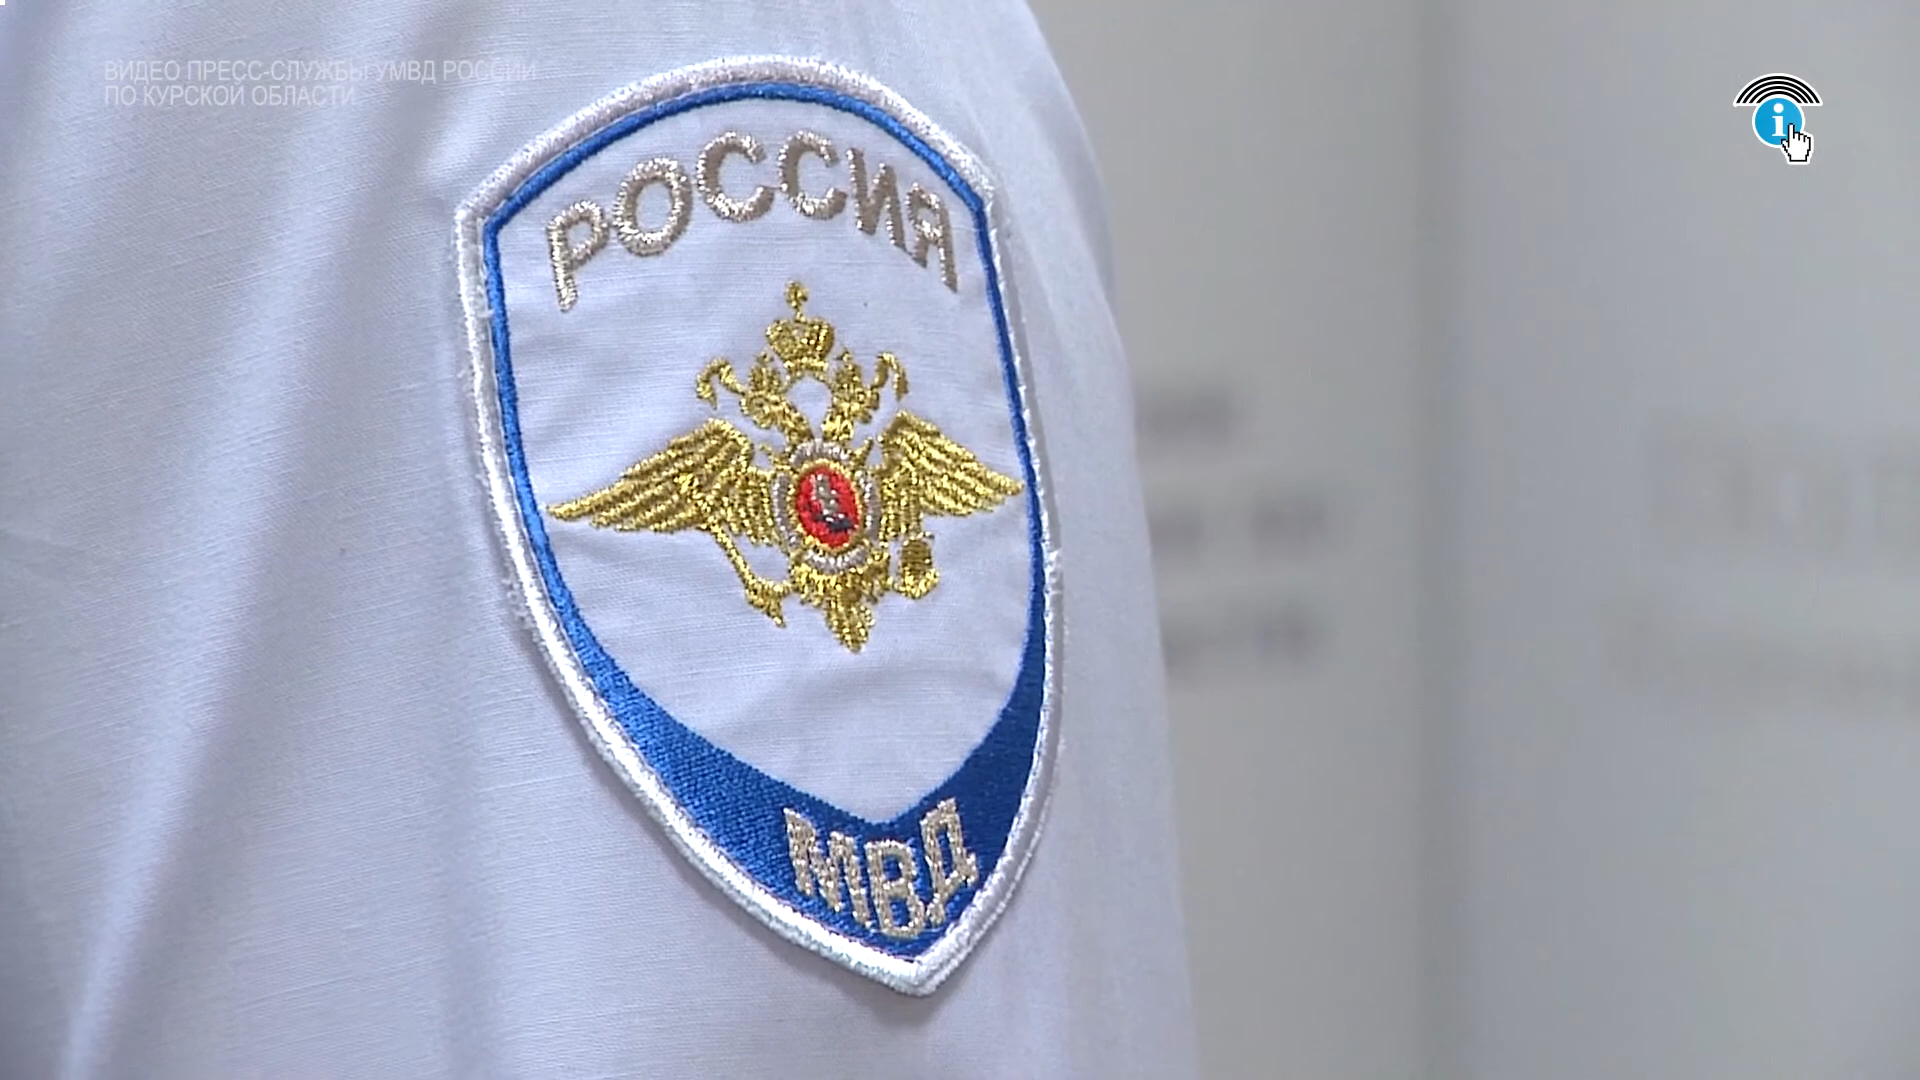 ВИДЕО ПРЕСС-СЛУЖБЫ УМВД РОССИИ
ПО КУРСКОЙ ОБЛАСТИ
i
РОССИЯ
МВД